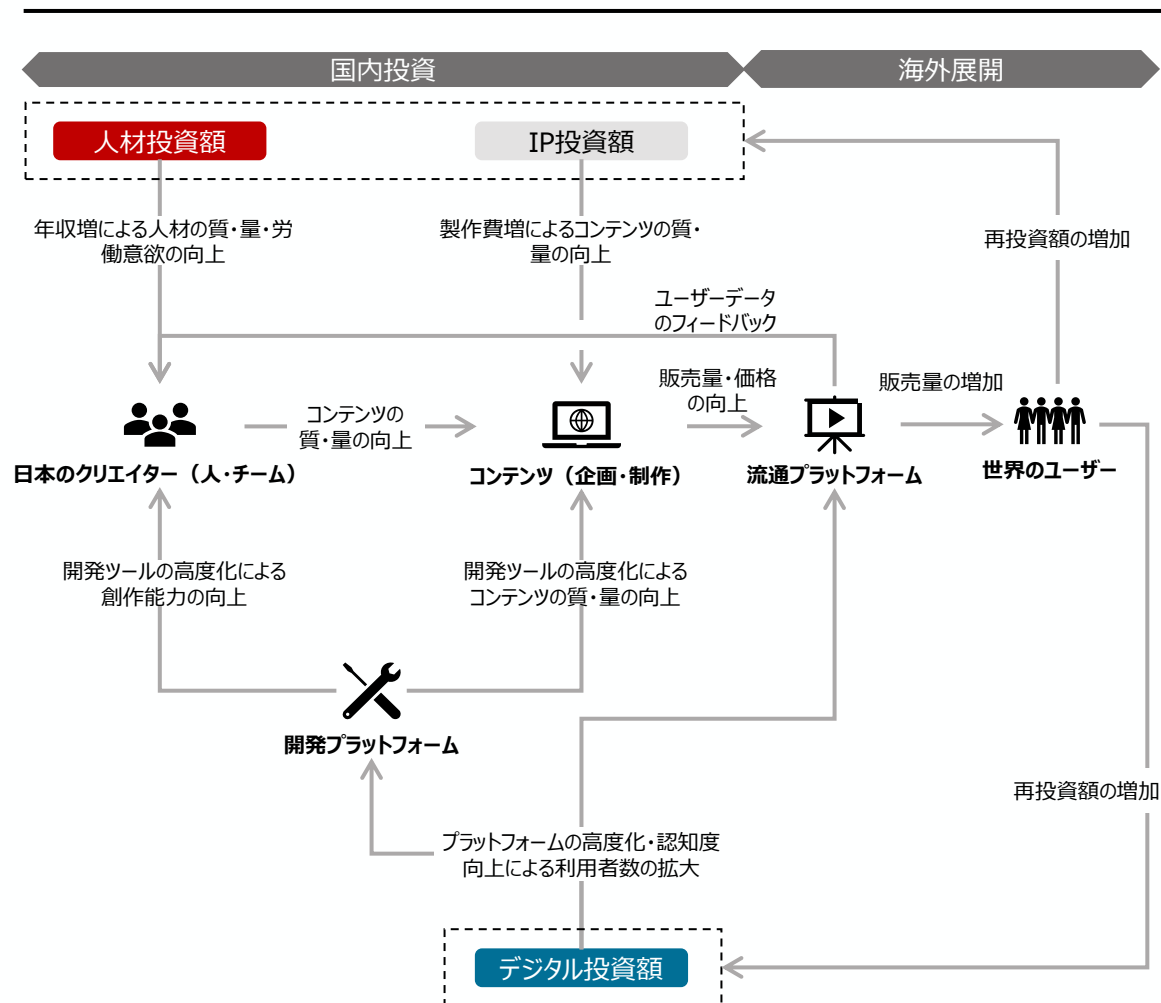 国内投資
海外展開
人材投資額
IP投資額
年収増による人材の質・量・労
働意欲の向上
製作費増によるコンテンツの質・
量の向上
再投資額の増加
ユーザーデータ
のフィードバック
コンテンツの
質・量の向上
販売量・価格
の向上
販売量の増加
日本のクリエイター（人・チーム）
コンテンツ（企画・制作）
流通プラットフォーム
世界のユーザー
開発ツールの高度化による
創作能力の向上
開発ツールの高度化による
コンテンツの質・量の向上
開発プラットフォーム
再投資額の増加
プラットフォームの高度化・認知度
向上による利用者数の拡大
デジタル投資額